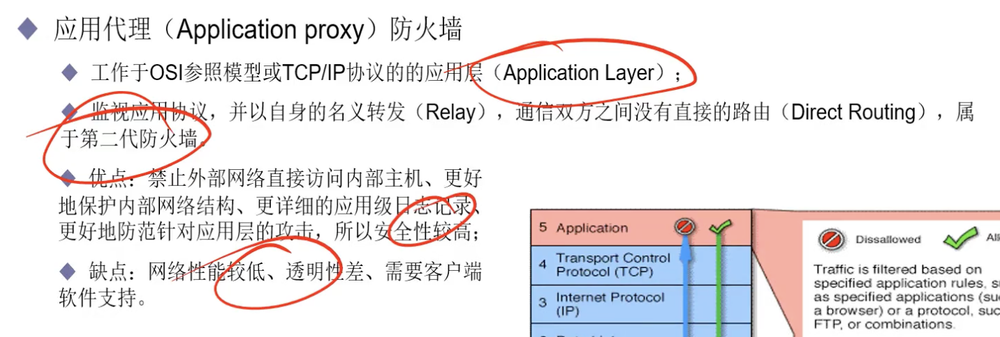 应用代理（Application proxy）防火墙
工作于OSI参照模型或TCP/IP协议的的应用层（Application Layer）；
监视应用协议，并以自身的名义转发（Relay），通信双方之间没有直接的路由（Direct Routing），属
于第二代防火墙。
优点：禁止外部网络直接访问内部主机、更好
地保护内部网络结构、更详细的应用级日志记录、
更好地防范针对应用层的攻击，所以安全性较高；
缺点：网络性能较低、透明性差、需要客户端
软件支持。
5 Application
4 Transport Control
Protocol (TCP)
3 Internet Protocol
(IP)
Dissallowed
Traffic is filtered based on
specified application rules,
as specified applications
a browser) or a protocol,
FTP, or combinations.